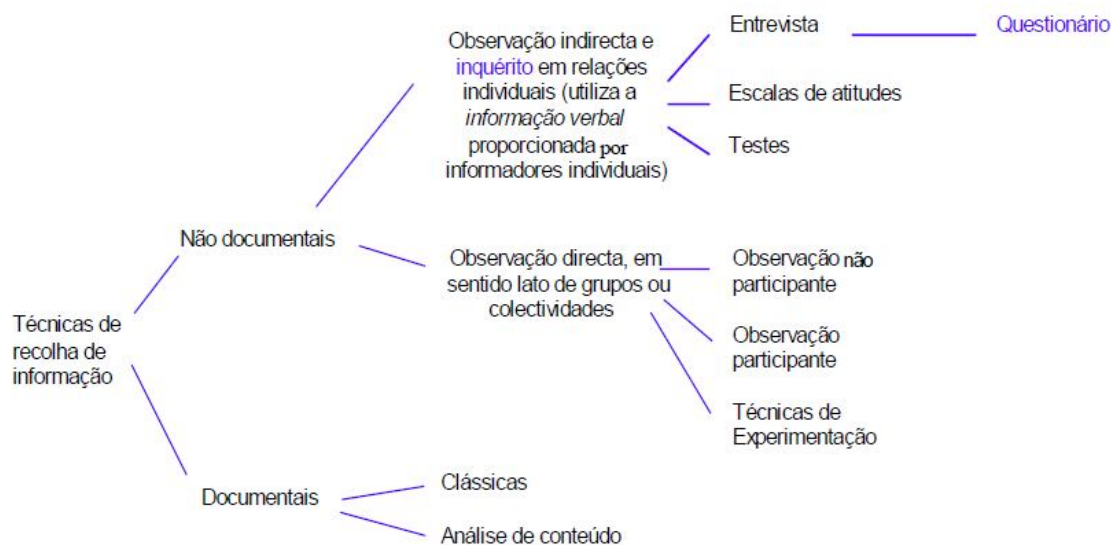 Observação indirecta e
inquérito em relações
individuais (utiliza a
informação verbal
proporcionada por
informadores individuais)
Entrevista
Questionário
Escalas de atitudes
Testes
Não documentais
Observação directa, em
sentido lato de grupos ou
colectividades
Observação não
participante
Observação
participante
Técnicas de
Experimentação
Técnicas de
recolha de
informação
Documentais
Clássicas
Análise de conteúdo